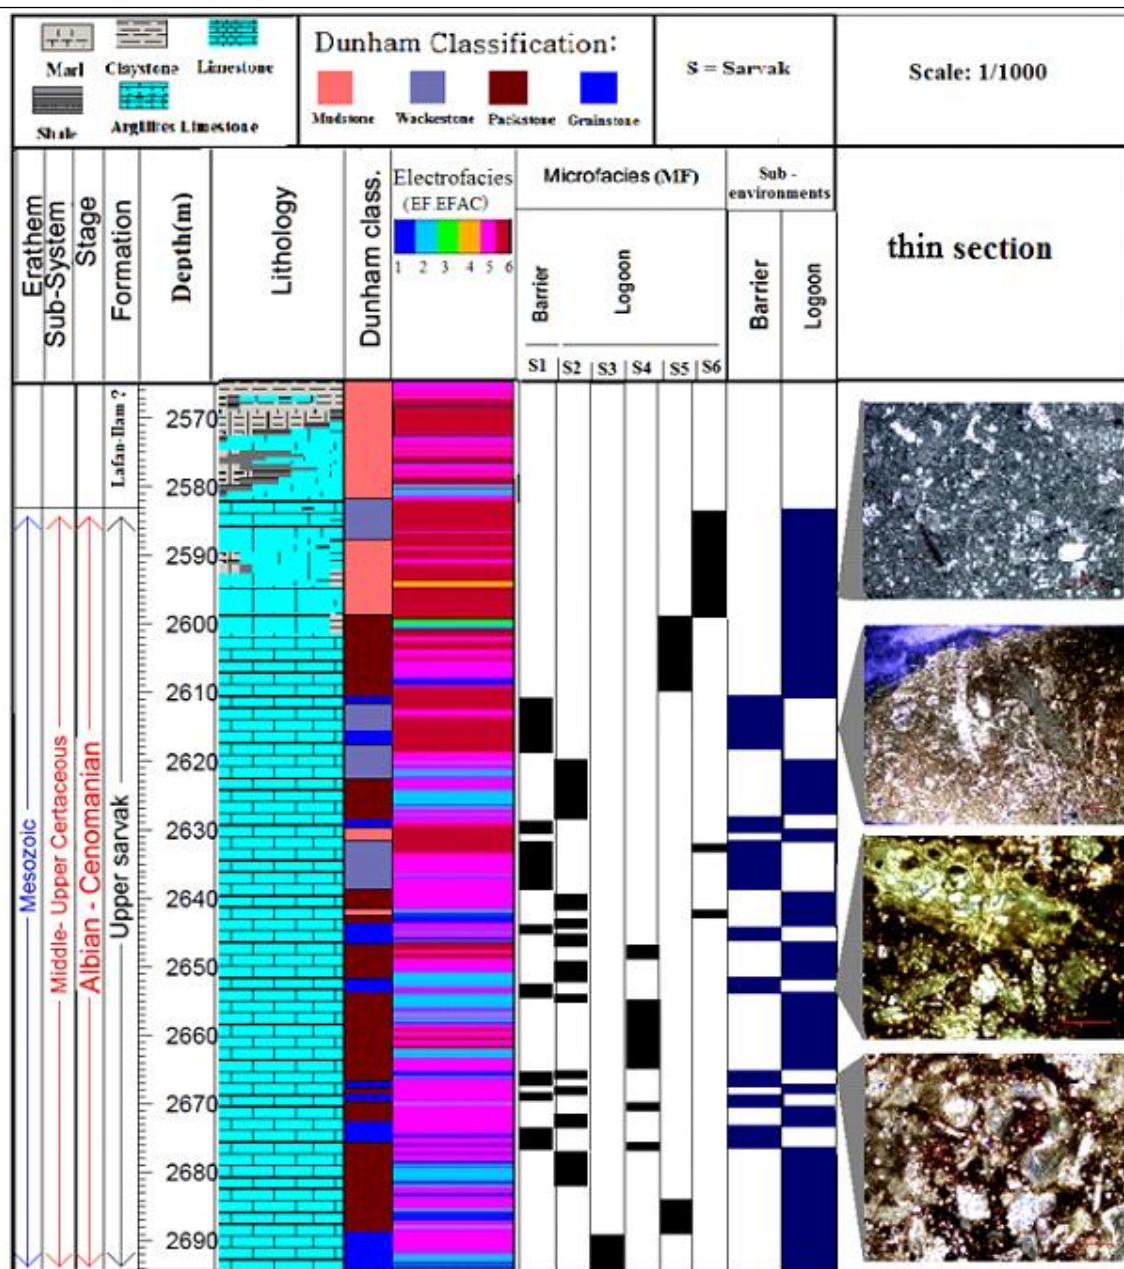 Marl
Claystone
Limestone
Shale
Argllites Limestone
Dunham Classification:
Mudstone
Wackestone
Packstone
Grainstone
S = Sarvak
Scale: 1/1000
Erathem
Sub-System
Stage
Formation
Depth(m)
Lithology
Dunham class.
Electrofacies
(EF.EFAC)
1 2 3 4 5 6
Microfacies (MF)
Barrier
Logoon
S1 S2 S3 S4 S5 S6
Sub -
environments
Barrier
Logoon
thin section
Mesozoic
Middle- Upper Certaceous
Albian - Cenomanian
Lafan-Ilam ?
Upper sarvak
2570
2580
2590
2600
2610
2620
2630
2640
2650
2660
2670
2680
2690